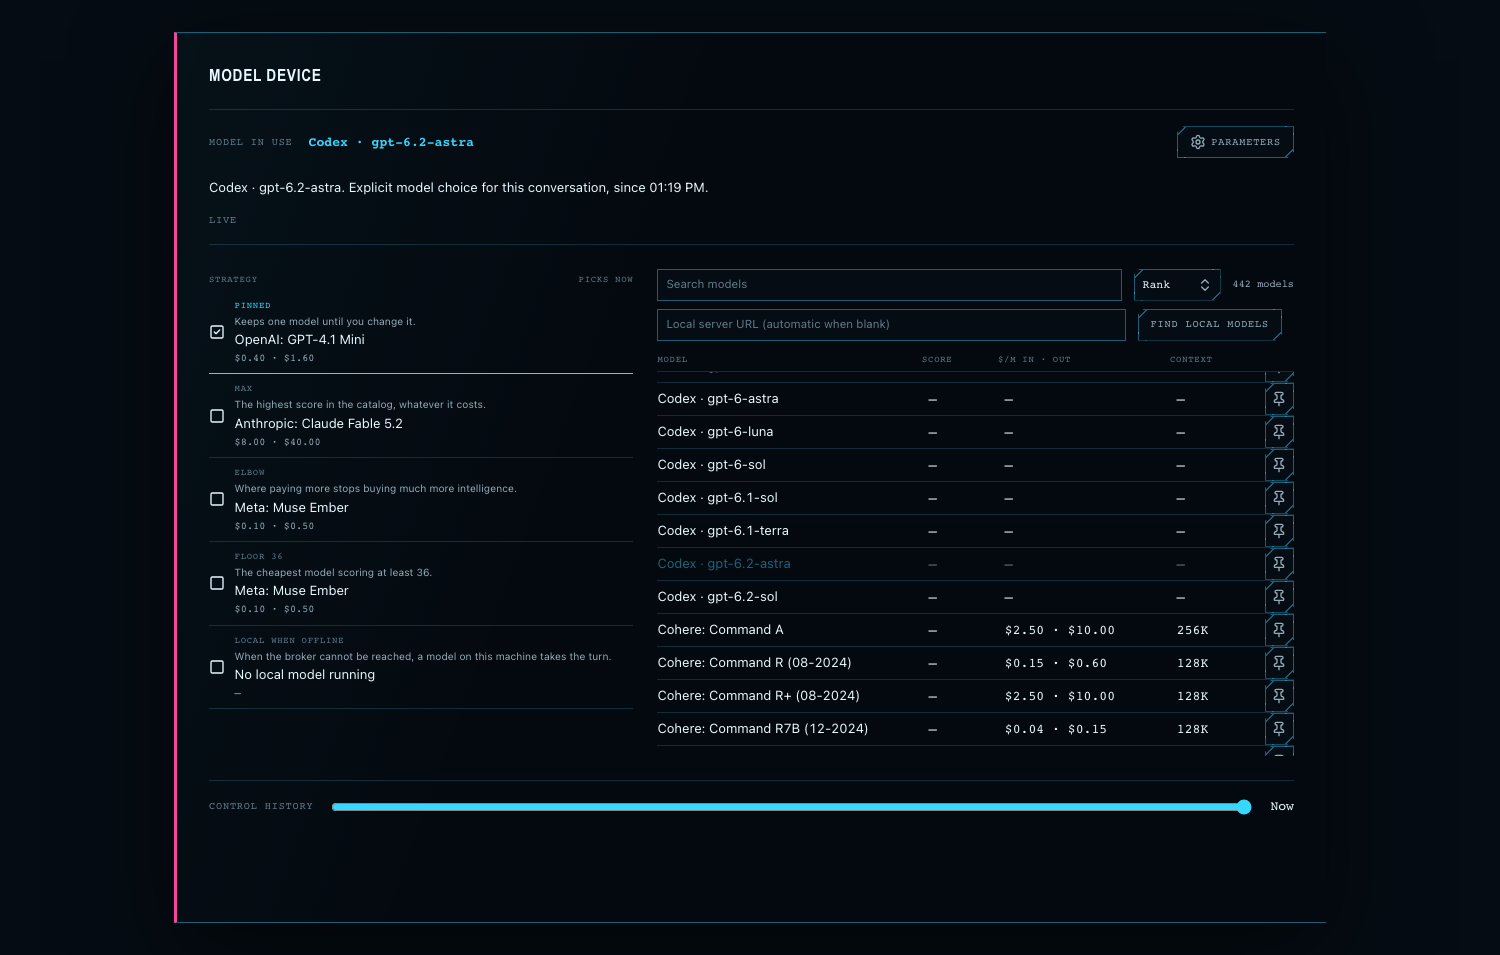 MODEL DEVICE
MODEL IN USE Codex · gpt-6.2-astra PARAMETERS
Codex · gpt-6.2-astra. Explicit model choice for this conversation, since 01:19 PM.
LIVE
STRATEGY PICKS NOW
PINNED
Keeps one model until you change it.
OpenAI: GPT-4.1 Mini
$0.40 · $1.60
MAX
The highest score in the catalog, whatever it costs.
Anthropic: Claude Fable 5.2
$8.00 · $40.00
ELBOW
Where paying more stops buying much more intelligence.
Meta: Muse Ember
$0.10 · $0.50
FLOOR 36
The cheapest model scoring at least 36.
Meta: Muse Ember
$0.10 · $0.50
LOCAL WHEN OFFLINE
When the broker cannot be reached, a model on this machine takes the turn.
No local model running
—
Search models Rank 442 models
Local server URL (automatic when blank) FIND LOCAL MODELS
MODEL SCORE $/M IN · OUT CONTEXT
Codex · gpt-6-astra — — —
Codex · gpt-6-luna — — —
Codex · gpt-6-sol — — —
Codex · gpt-6.1-sol — — —
Codex · gpt-6.1-terra — — —
Codex · gpt-6.2-astra — — —
Codex · gpt-6.2-sol — — —
Cohere: Command A — $2.50 · $10.00 256K
Cohere: Command R (08-2024) — $0.15 · $0.60 128K
Cohere: Command R+ (08-2024) — $2.50 · $10.00 128K
Cohere: Command R7B (12-2024) — $0.04 · $0.15 128K
CONTROL HISTORY Now